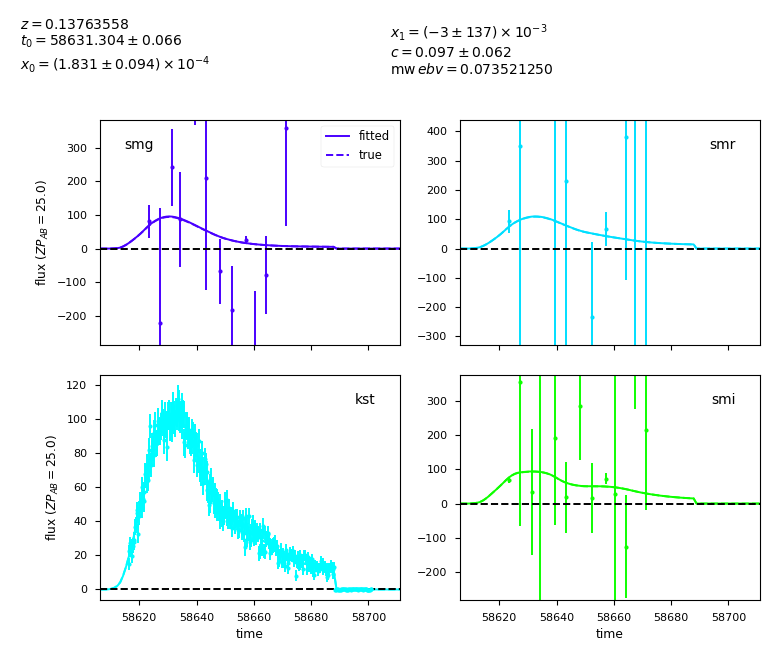 z = 0.13763558
t₀ = 58631.304 ± 0.066
x₀ = (1.831 ± 0.094) × 10⁻⁴
x₁ = (−3 ± 137) × 10⁻³
c = 0.097 ± 0.062
mw ebv = 0.073521250
smg
fitted
true
300
200
100
0
−100
−200
flux (ZP_AB = 25.0)
smr
400
300
200
100
0
−100
−200
−300
kst
120
100
80
60
40
20
0
flux (ZP_AB = 25.0)
58620 58640 58660 58680 58700
time
smi
300
200
100
0
−100
−200
58620 58640 58660 58680 58700
time